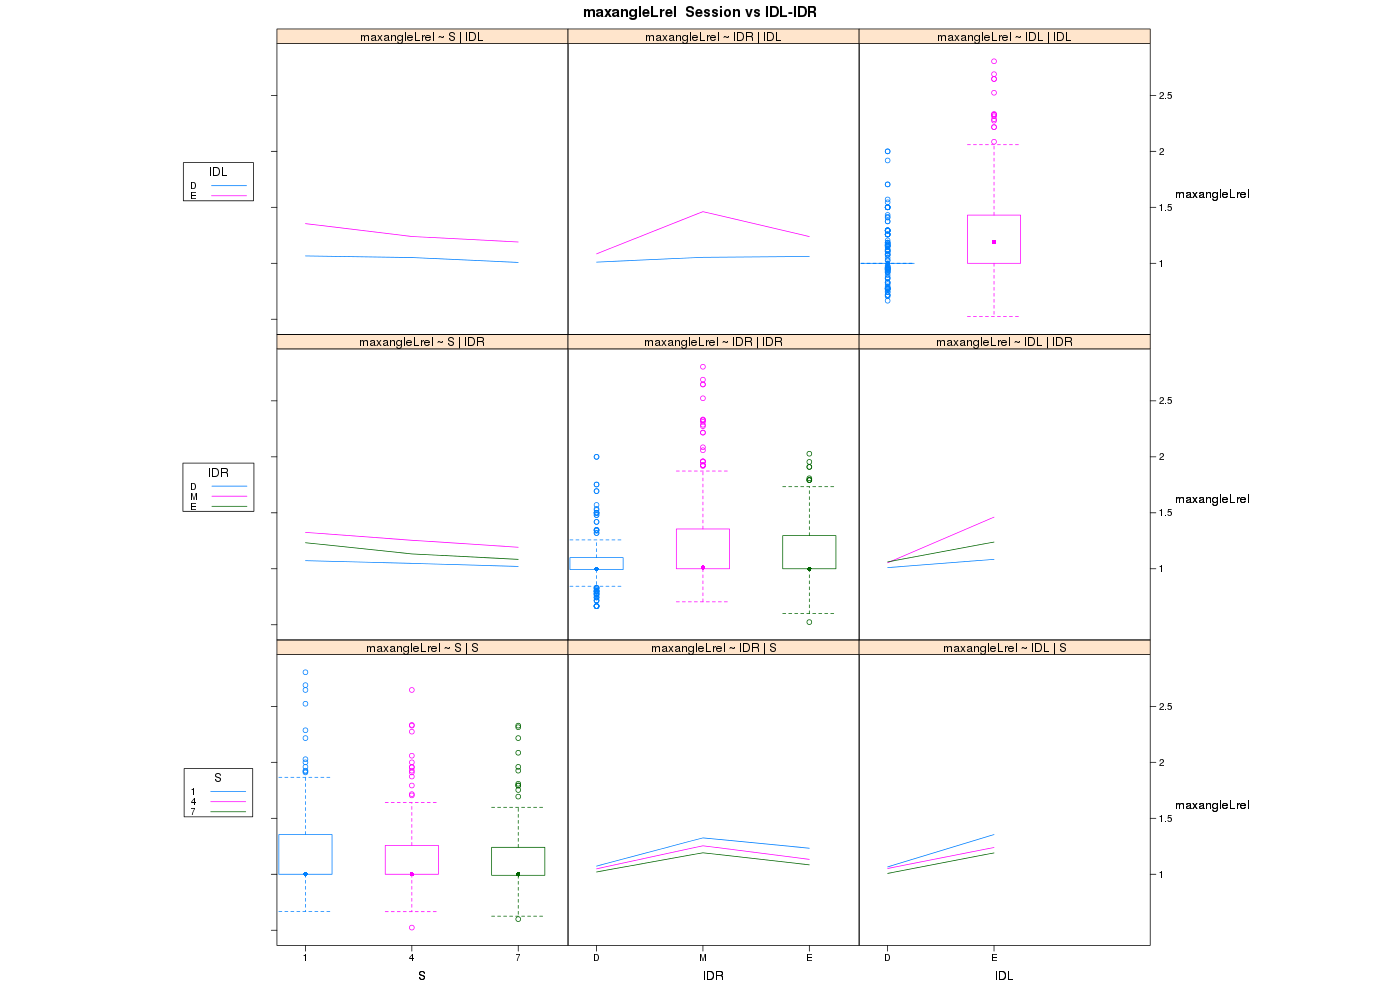 maxangleLrel  Session vs IDL-IDR
maxangleLrel ~ S | IDL
maxangleLrel ~ IDR | IDL
maxangleLrel ~ IDL | IDL
2.5
2
1.5
1
maxangleLrel
IDL
D
E
maxangleLrel ~ S | IDR
maxangleLrel ~ IDR | IDR
maxangleLrel ~ IDL | IDR
2.5
2
1.5
1
maxangleLrel
IDR
D
M
E
maxangleLrel ~ S | S
maxangleLrel ~ IDR | S
maxangleLrel ~ IDL | S
2.5
2
1.5
1
maxangleLrel
S
1
4
7
1 4 7
D M E
D E
S
IDR
IDL